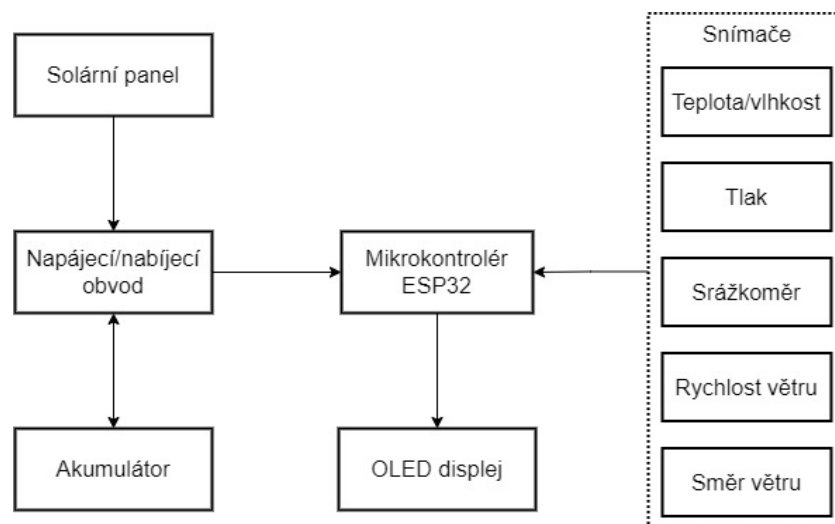 Solární panel
Napájecí/nabíjecí
obvod
Akumulátor
Mikrokontrolér
ESP32
OLED displej
Snímače
Teplota/vlhkost
Tlak
Srážkoměr
Rychlost větru
Směr větru